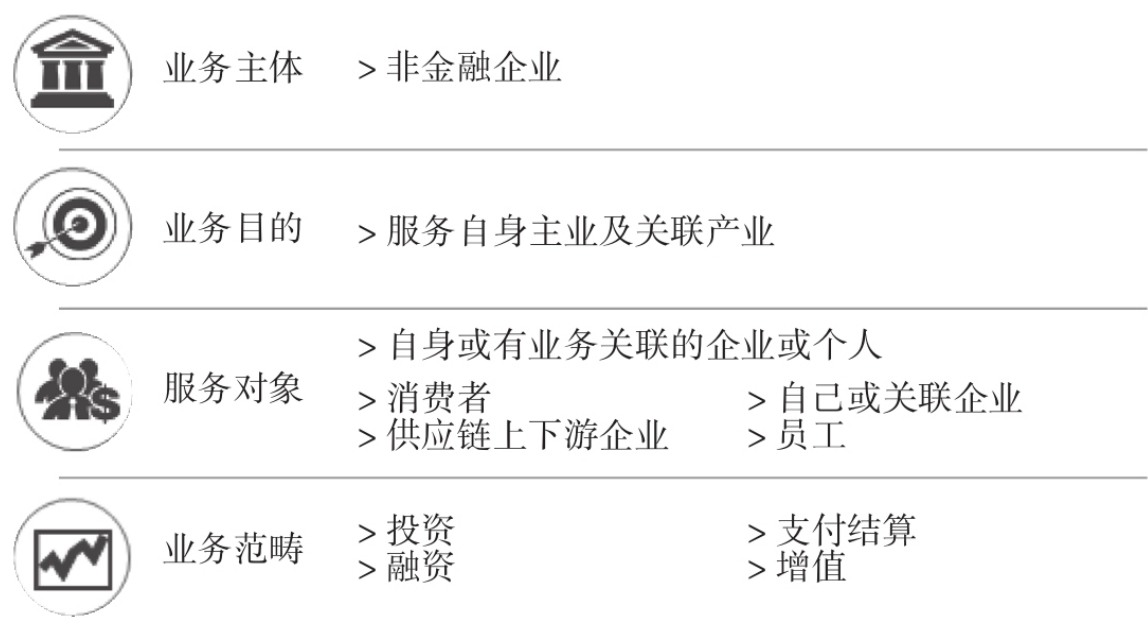 业务主体 > 非金融企业
业务目的 > 服务自身主业及关联产业
> 自身或有业务关联的企业或个人
服务对象 > 消费者 > 自己或关联企业
> 供应链上下游企业 > 员工
业务范畴 > 投资 > 支付结算
> 融资 > 增值